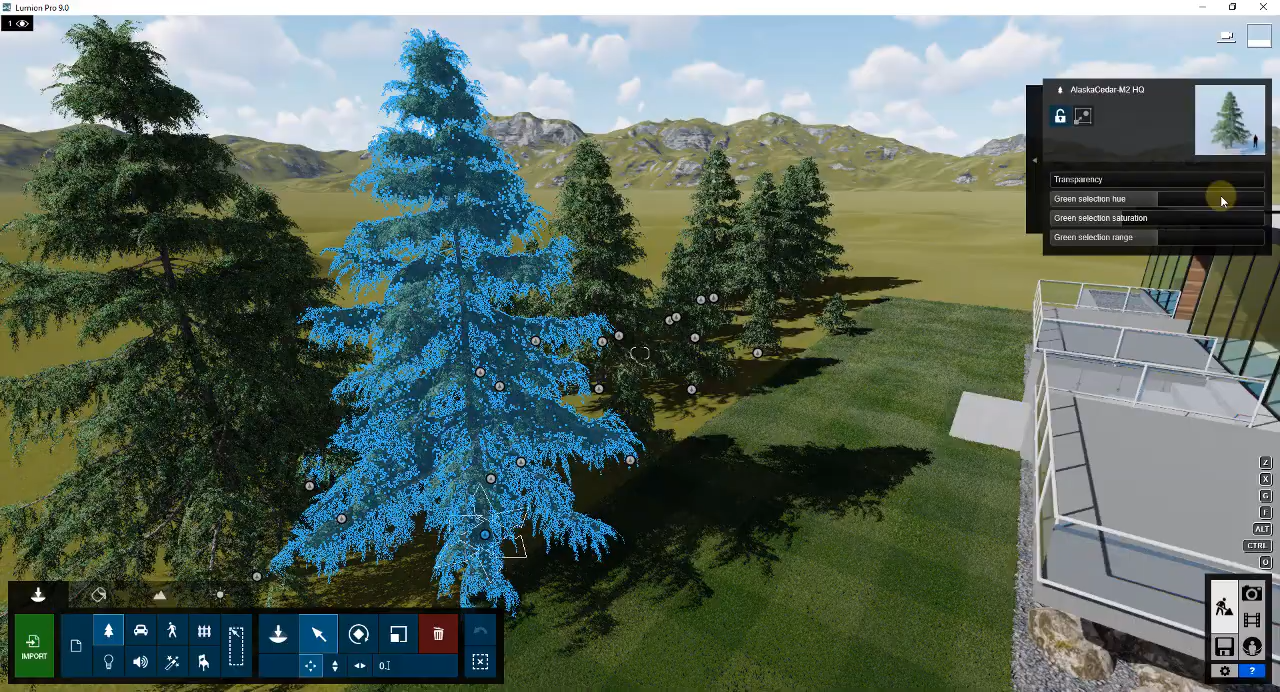 Lumion Pro 9.0
1
AlaskaCedar-M2 HQ
Transparency
Green selection hue
Green selection saturation
Green selection range
Z
X
G
F
ALT
CTRL
O
IMPORT
0.
?